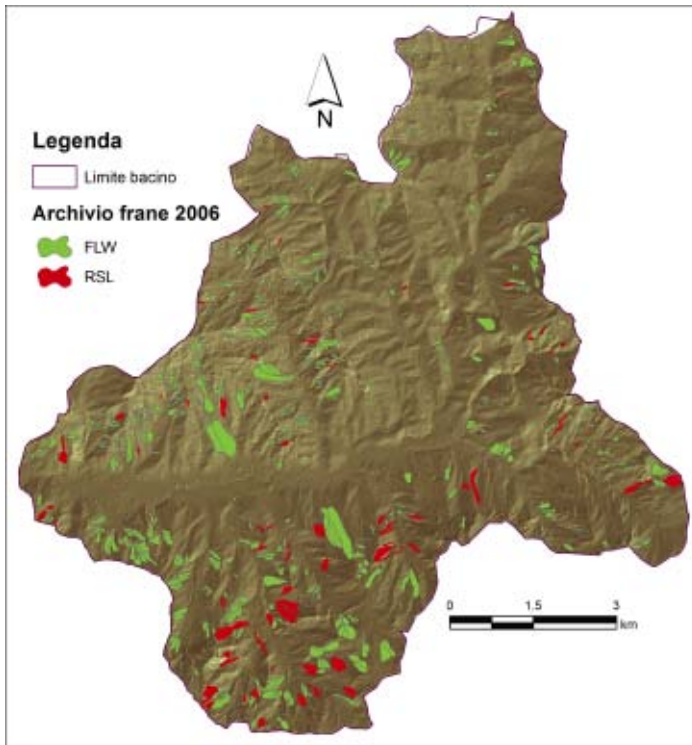 N
Legenda
Limite bacino
Archivio frane 2006
FLW
RSL
0 1.5 3
km